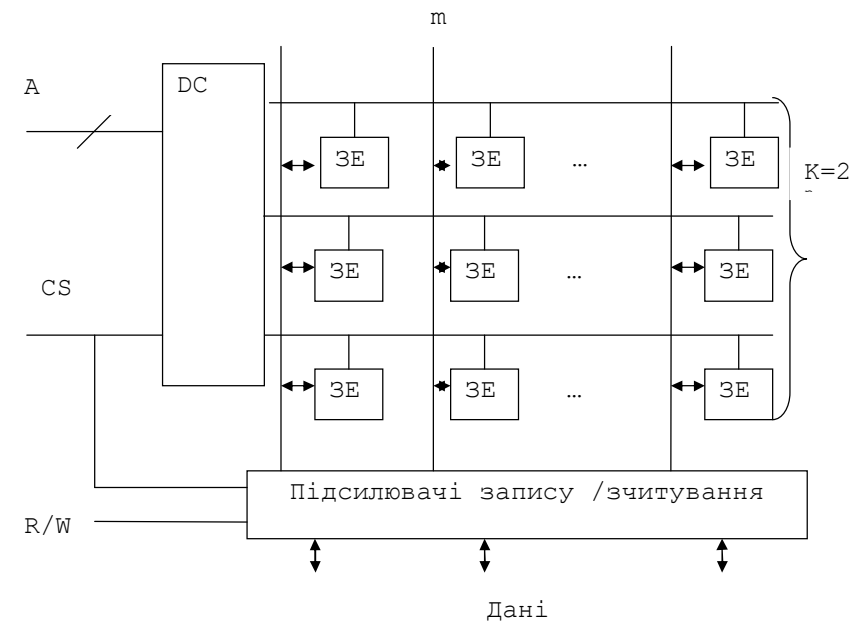 m
A
DC
ЗЕ ЗЕ … ЗЕ
K=2
CS
ЗЕ ЗЕ … ЗЕ
ЗЕ ЗЕ … ЗЕ
Підсилювачі запису /зчитування
R/W
Дані